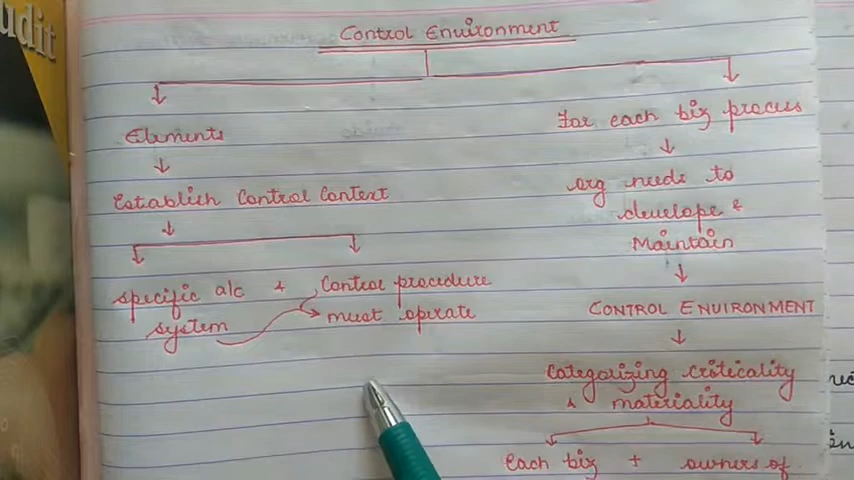 udit
Control Environment
Elements
Establish Control Context
specific a/c & Control procedure
system must operate
For each biz process
org needs to
develope &
Maintain
CONTROL ENVIRONMENT
Categorizing criticality
& materiality
Each biz + owners of